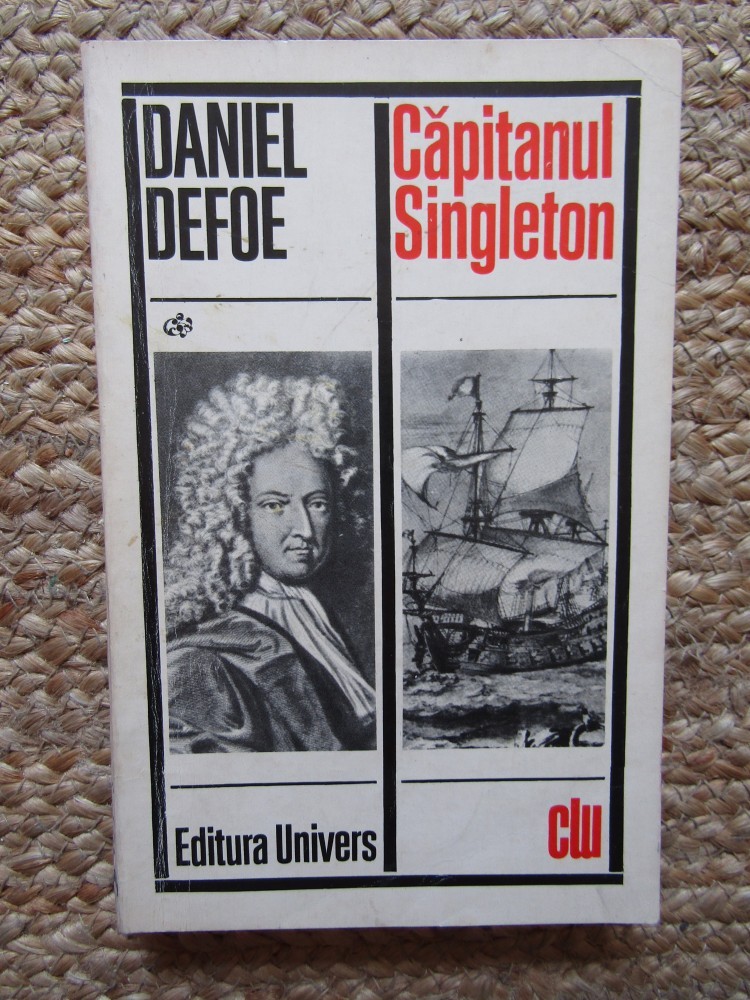 DANIEL
DEFOE
Căpitanul
Singleton
Editura Univers
clu